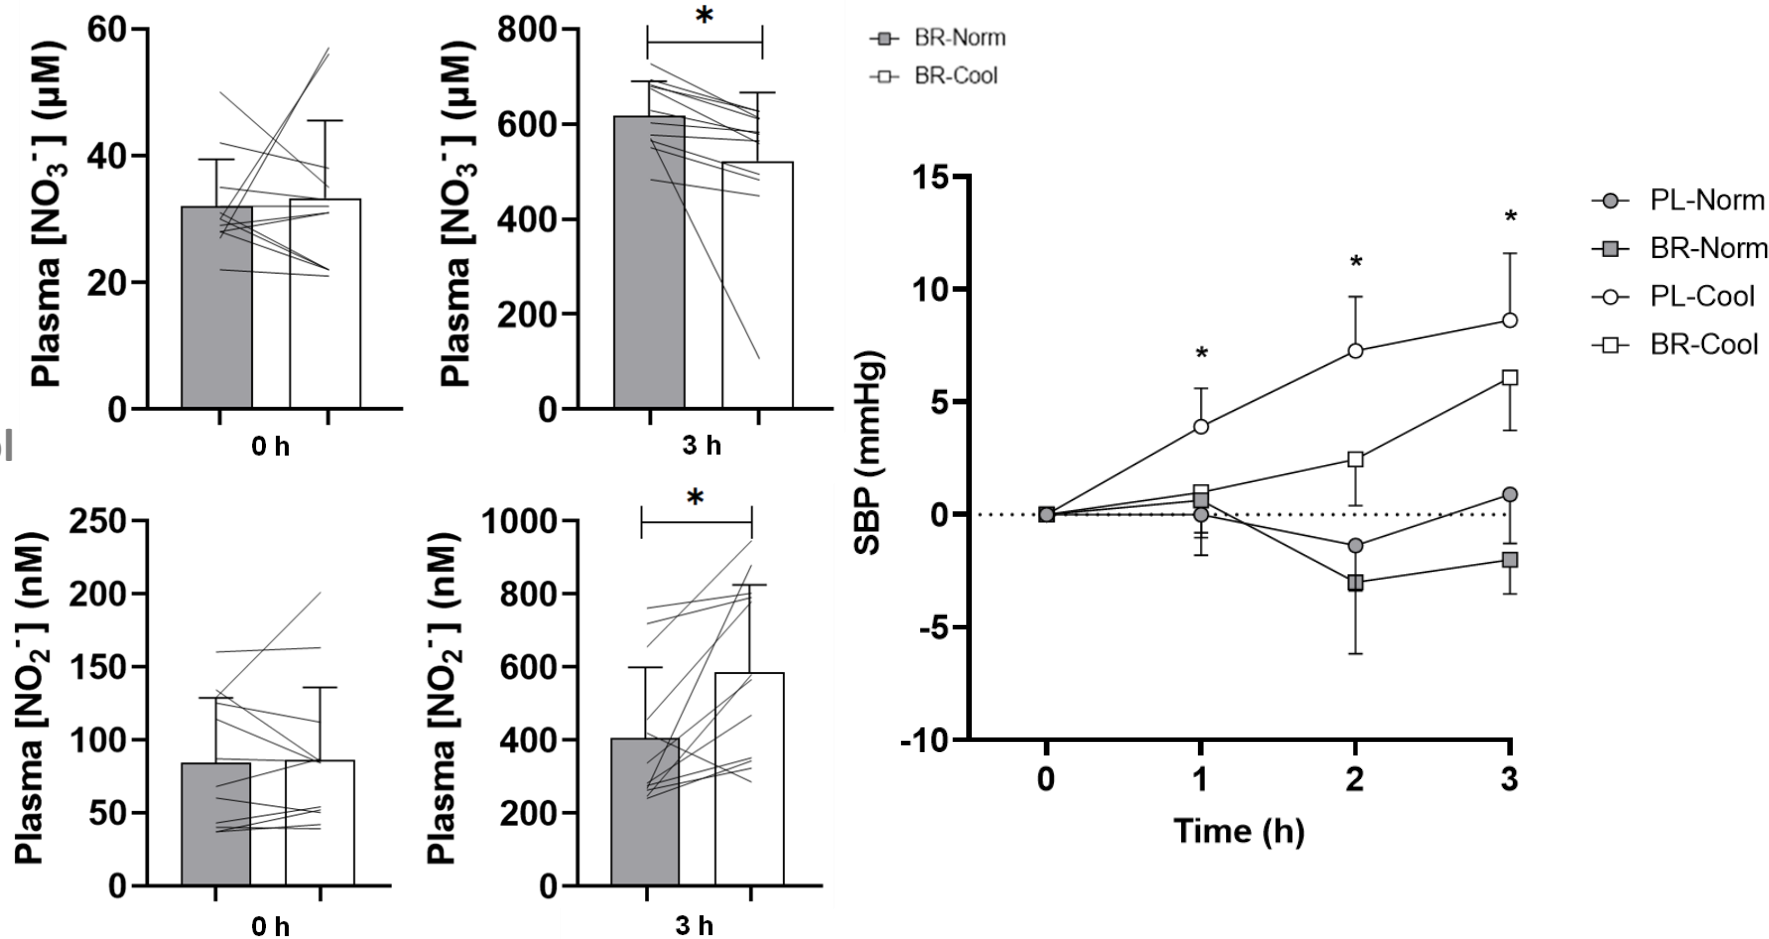 Plasma [NO3-] (µM)
60
40
20
0
0 h
Plasma [NO3-] (µM)
800
600
400
200
0
*
3 h
BR-Norm
BR-Cool
Plasma [NO2-] (nM)
250
200
150
100
50
0
0 h
Plasma [NO2-] (nM)
1000
800
600
400
200
0
*
3 h
SBP (mmHg)
15
10
5
0
-5
-10
* * *
0 1 2 3
Time (h)
PL-Norm
BR-Norm
PL-Cool
BR-Cool